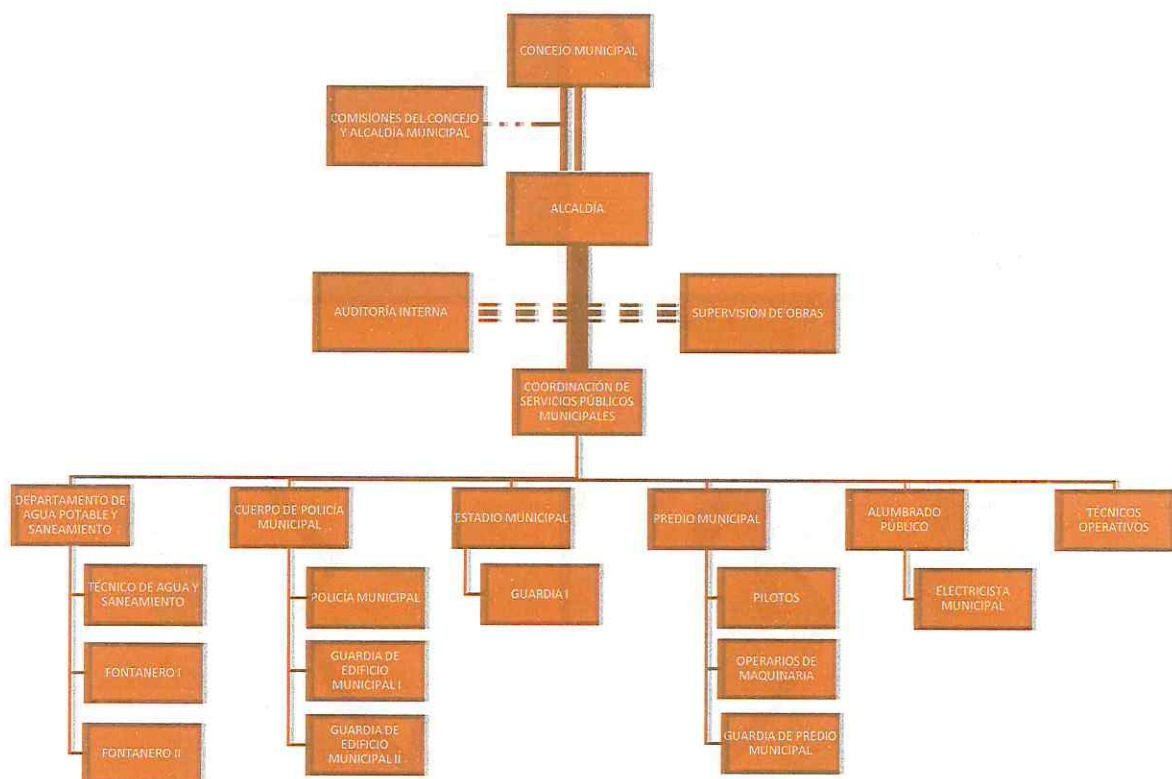 CONCEJO MUNICIPAL
COMISIONES DEL CONCEJO
Y ALCALDÍA MUNICIPAL
ALCALDÍA
AUDITORÍA INTERNA
SUPERVISIÓN DE OBRAS
COORDINACIÓN DE
SERVICIOS PÚBLICOS
MUNICIPALES
DEPARTAMENTO DE
AGUA POTABLE Y
SANEAMIENTO
TÉCNICO DE AGUA Y
SANEAMIENTO
FONTANERO I
FONTANERO II
CUERPO DE POLICÍA
MUNICIPAL
POLICÍA MUNICIPAL
GUARDIA DE
EDIFICIO
MUNICIPAL I
GUARDIA DE
EDIFICIO
MUNICIPAL II
ESTADIO MUNICIPAL
GUARDIA I
PREDIO MUNICIPAL
PILOTOS
OPERARIOS DE
MAQUINARIA
GUARDIA DE PREDIO
MUNICIPAL
ALUMBRADO
PÚBLICO
ELECTRICISTA
MUNICIPAL
TÉCNICOS
OPERATIVOS